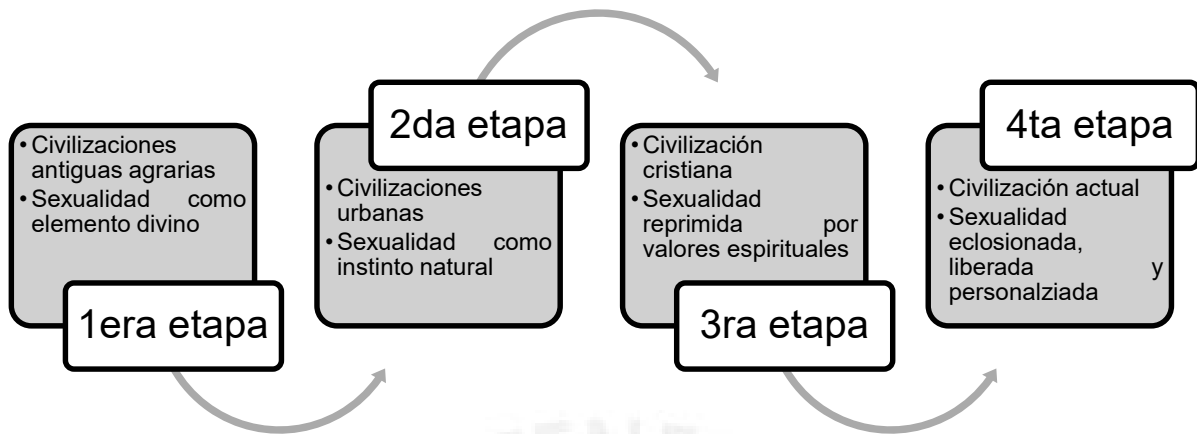 • Civilizaciones
antiguas agrarias
• Sexualidad como
elemento divino
1era etapa
2da etapa
• Civilizaciones
urbanas
• Sexualidad como
instinto natural
• Civilización
cristiana
• Sexualidad
reprimida por
valores espirituales
3ra etapa
4ta etapa
• Civilización actual
• Sexualidad
eclosionada,
liberada y
personalziada